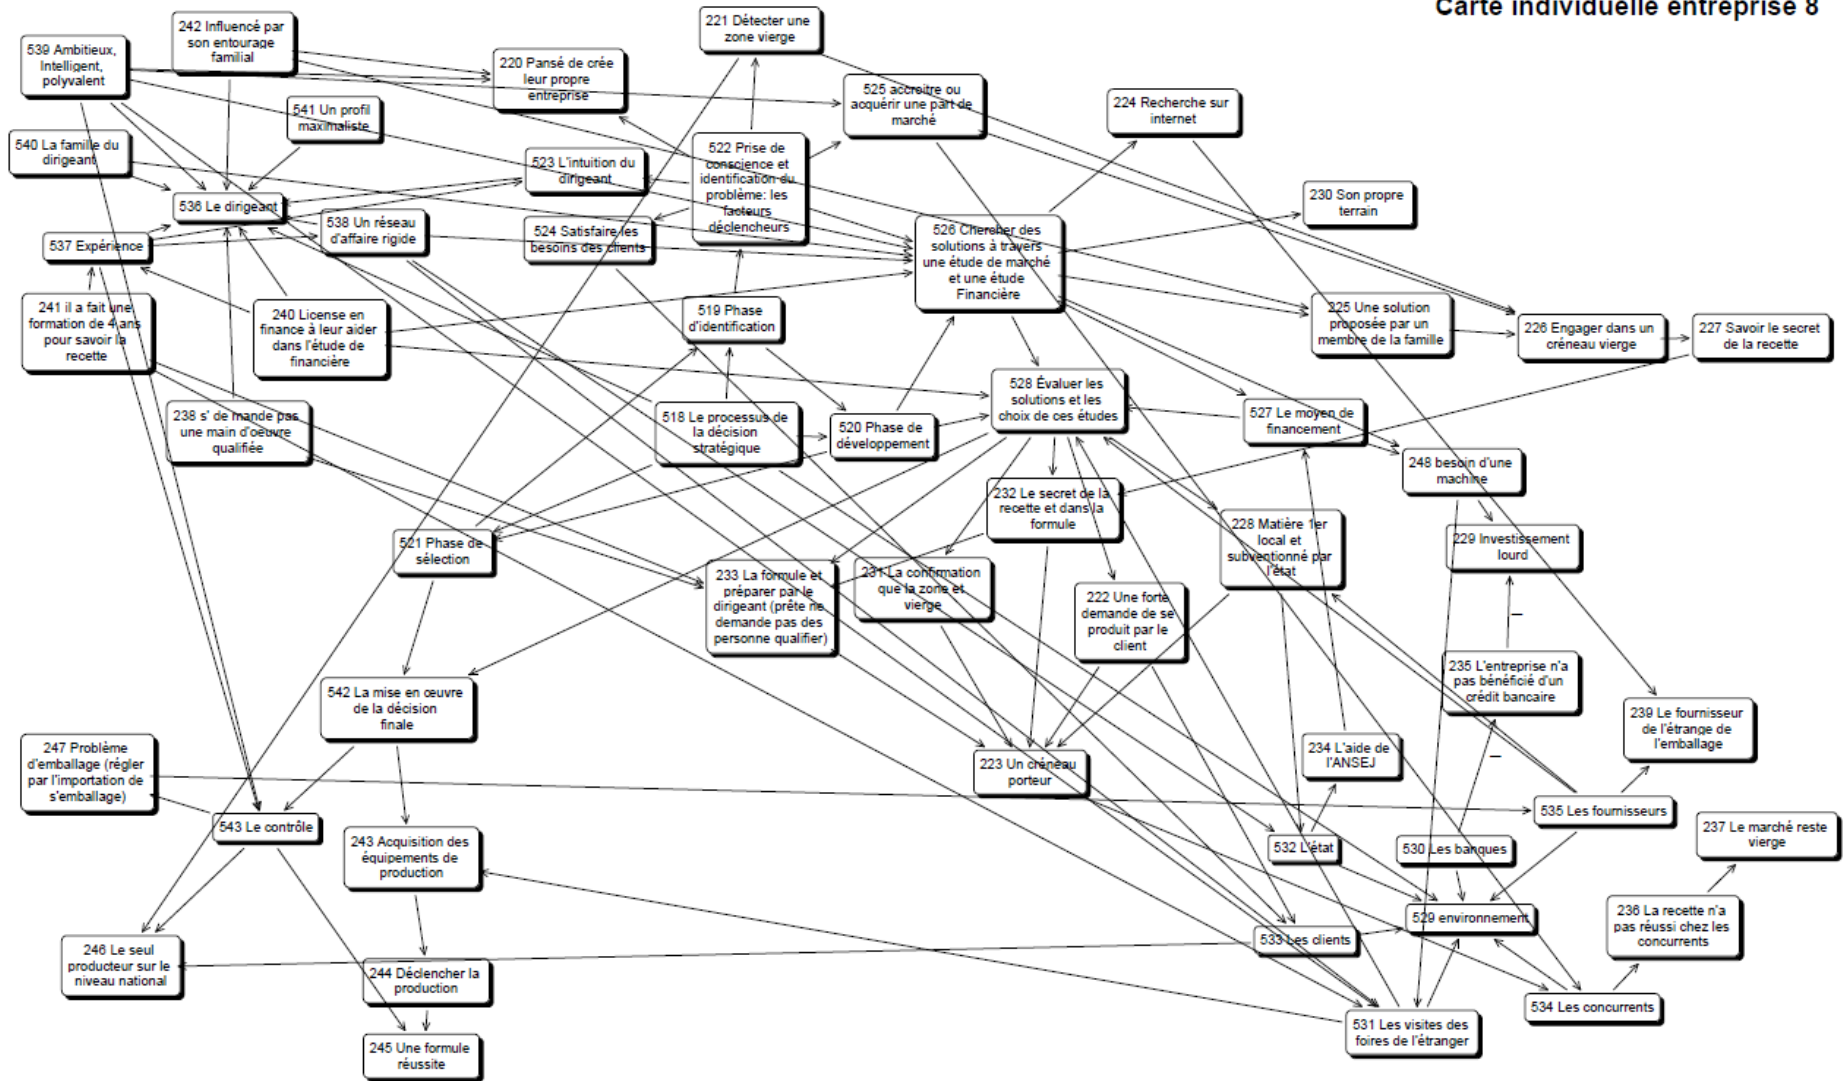 Carte individuelle entreprise 8
539 Ambitieux,
Intelligent,
polyvalent
242 Influencé par
son entourage
familial
220 Pansé de crée
leur propre
entreprise
221 Détecter une
zone vierge
525 accroitre ou
acquérir une part de
marché
224 Recherche sur
internet
541 Un profil
maximaliste
540 La famille du
dirigeant
523 L'intuition du
dirigeant
522 Prise de
conscience et
identification du
problème: les
facteurs
déclencheurs
230 Son propre
terrain
536 Le dirigeant
538 Un réseau
d'affaire rigide
524 Satisfaire les
besoins des clients
526 Chercher des
solutions à travers
une étude de marché
et une étude
Financière
537 Expérience
241 il a fait une
formation de 4 ans
pour savoir la
recette
240 License en
finance à leur aider
dans l'étude de
financière
519 Phase
d'identification
225 Une solution
proposée par un
membre de la famille
226 Engager dans un
créneau vierge
227 Savoir le secret
de la recette
238 s' de mande pas
une main d'oeuvre
qualifiée
518 Le processus de
la décision
stratégique
520 Phase de
développement
528 Évaluer les
solutions et les
choix de ces études
527 Le moyen de
financement
248 besoin d'une
machine
232 Le secret de la
recette et dans la
formule
228 Matière 1er
local et
subventionné par
l'état
229 Investissement
lourd
521 Phase de
sélection
233 La formule et
préparer par le
dirigeant (prête ne
demande pas des
personne qualifier)
231 La confirmation
que la zone et
vierge
222 Une forte
demande de se
produit par le
client
235 L'entreprise n'a
pas bénéficié d'un
crédit bancaire
542 La mise en œuvre
de la décision
finale
239 Le fournisseur
de l'étrange de
l'emballage
247 Problème
d'emballage (régler
par l'importation de
s'emballage)
223 Un créneau
porteur
234 L'aide de
l'ANSEJ
535 Les fournisseurs
543 Le contrôle
243 Acquisition des
équipements de
production
532 L'état
530 Les banques
237 Le marché reste
vierge
529 environnement
236 La recette n'a
pas réussi chez les
concurrents
246 Le seul
producteur sur le
niveau national
533 Les clients
244 Déclencher la
production
534 Les concurrents
531 Les visites des
foires de l'étranger
245 Une formule
réussite